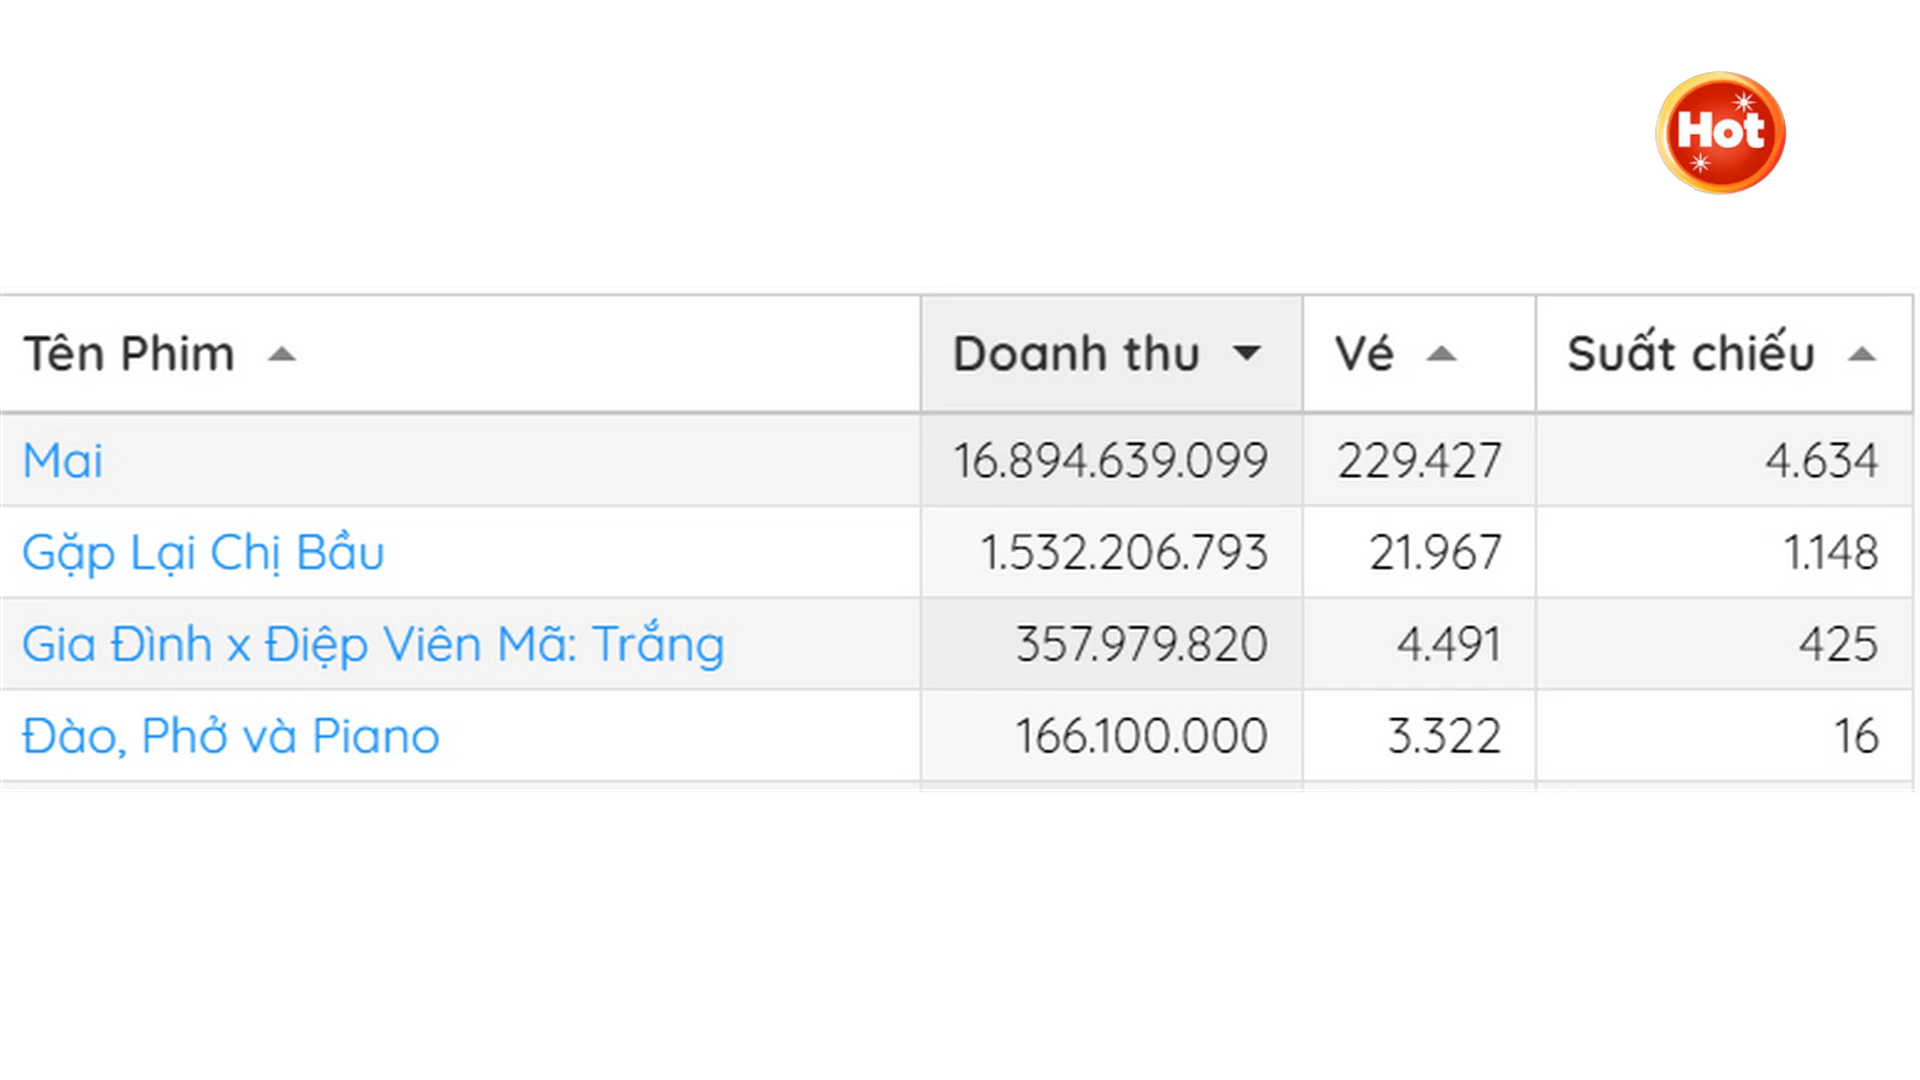 Hot
Tên Phim Doanh thu Vé Suất chiếu
Mai 16.894.639.099 229.427 4.634
Gặp Lại Chị Bầu 1.532.206.793 21.967 1.148
Gia Đình x Điệp Viên Mã: Trắng 357.979.820 4.491 425
Đào, Phở và Piano 166.100.000 3.322 16